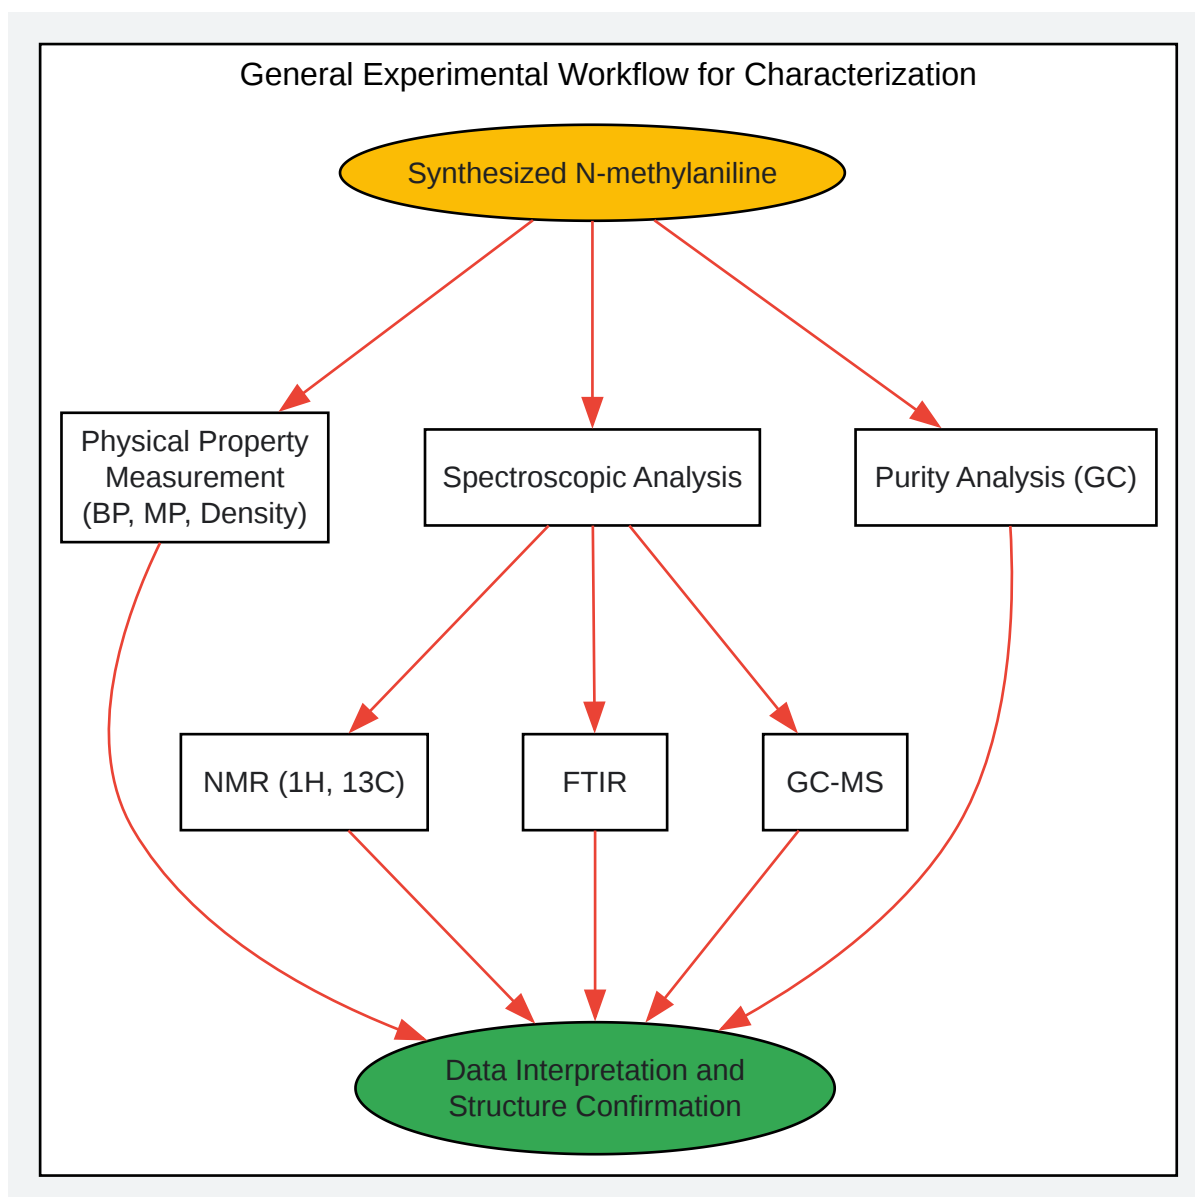 General Experimental Workflow for Characterization
Synthesized N-methylaniline
Physical Property
Measurement
(BP, MP, Density)
Spectroscopic Analysis
Purity Analysis (GC)
NMR (1H, 13C)
FTIR
GC-MS
Data Interpretation and
Structure Confirmation